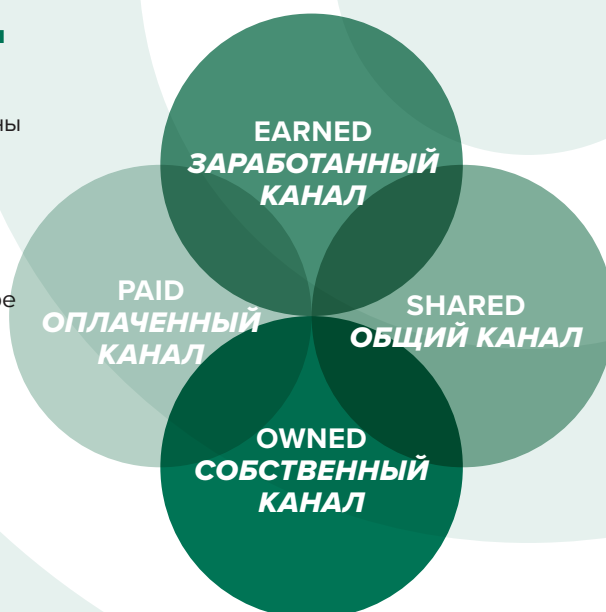 EARNED
ЗАРАБОТАННЫЙ
КАНАЛ
PAID
ОПЛАЧЕННЫЙ
КАНАЛ
SHARED
ОБЩИЙ КАНАЛ
OWNED
СОБСТВЕННЫЙ
КАНАЛ